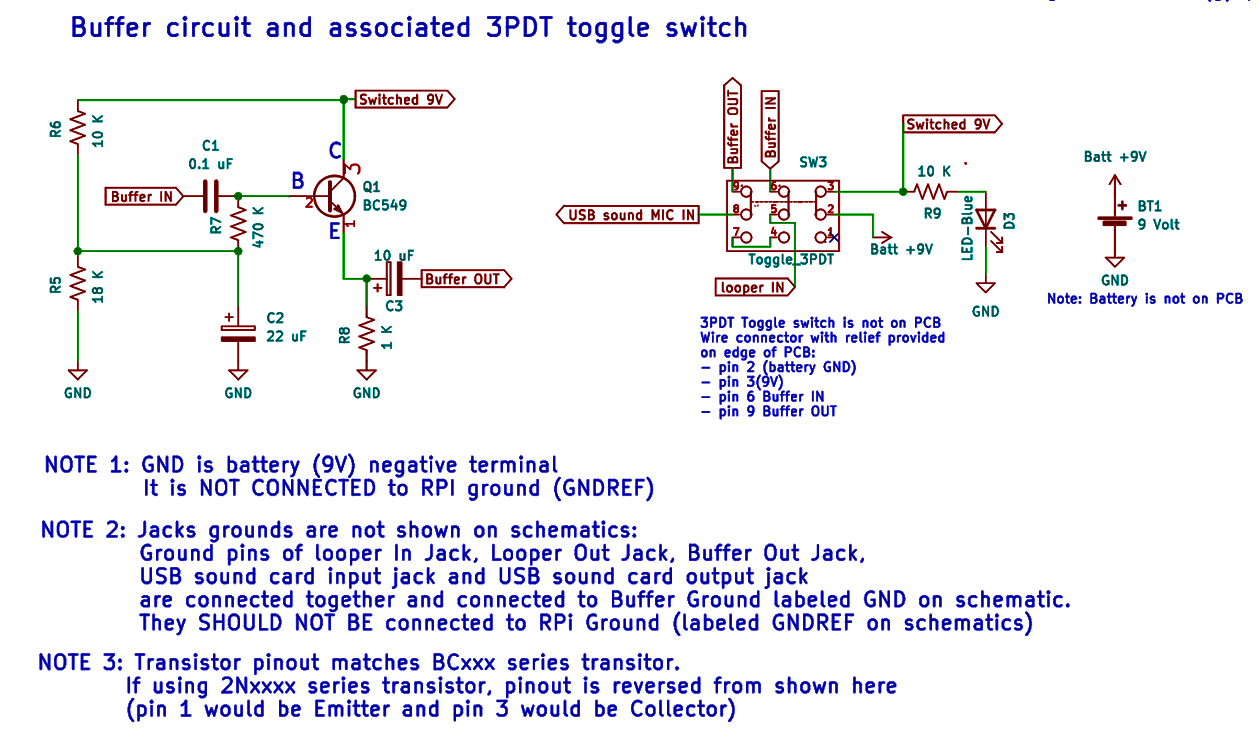 Buffer circuit and associated 3PDT toggle switch
R6
10 K
C1
0.1 uF
Buffer IN
R7
470 K
B
C
E
3
2
1
Q1
BC549
Switched 9V
R5
18 K
+
C2
22 uF
10 uF
+
C3
Buffer OUT
R8
1 K
GND
GND
GND
Buffer OUT
Buffer IN
SW3
9
6
3
8
5
2
7
4
1
USB sound MIC IN
Toggle_3PDT
looper IN
Switched 9V
10 K
R9
Batt +9V
LED-Blue
D3
GND
Batt +9V
+
BT1
9 Volt
GND
Note: Battery is not on PCB
3PDT Toggle switch is not on PCB
Wire connector with relief provided
on edge of PCB:
- pin 2 (battery GND)
- pin 3(9V)
- pin 6 Buffer IN
- pin 9 Buffer OUT
NOTE 1: GND is battery (9V) negative terminal
It is NOT CONNECTED to RPI ground (GNDREF)
NOTE 2: Jacks grounds are not shown on schematics:
Ground pins of looper In Jack, Looper Out Jack, Buffer Out Jack,
USB sound card input jack and USB sound card output jack
are connected together and connected to Buffer Ground labeled GND on schematic.
They SHOULD NOT BE connected to RPi Ground (labeled GNDREF on schematics)
NOTE 3: Transistor pinout matches BCxxx series transitor.
If using 2Nxxxx series transistor, pinout is reversed from shown here
(pin 1 would be Emitter and pin 3 would be Collector)